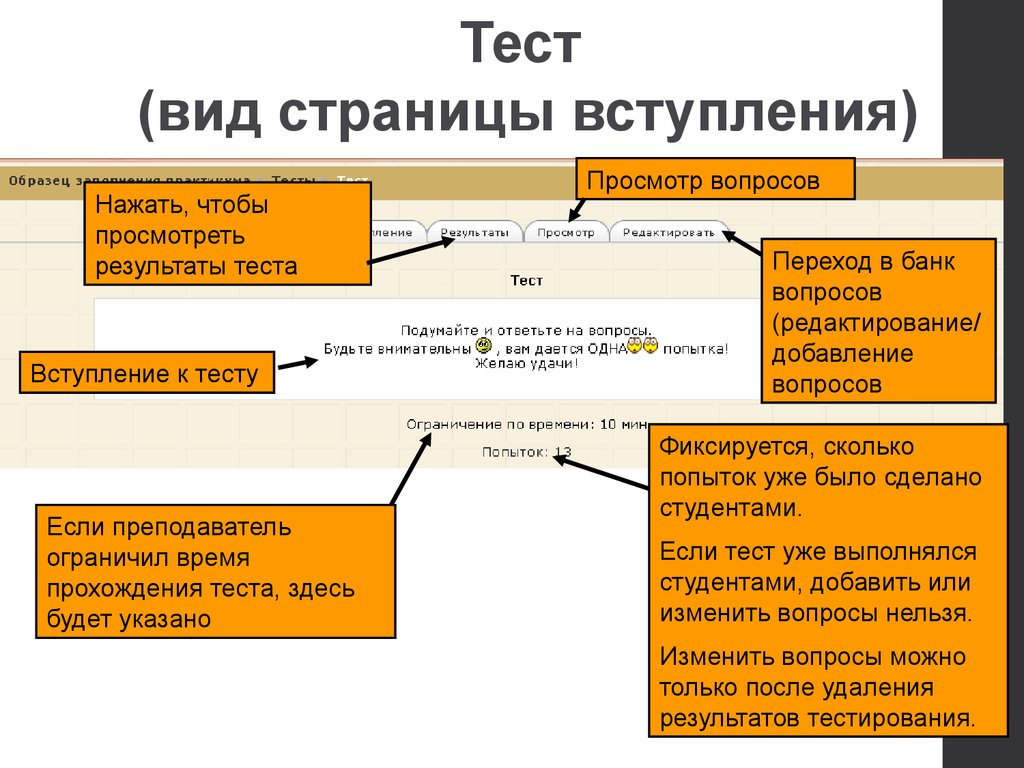 Тест
(вид страницы вступления)
Просмотр вопросов
Тест
Нажать, чтобы
просмотреть
результаты теста
Результаты
Просмотр
Редактировать
Переход в банк
вопросов
(редактирование/
добавление
вопросов
Тест
Подумайте и ответьте на вопросы.
Будьте внимательны , вам дается ОДНА попытка!
Желаю удачи!
Вступление к тесту
Ограничение по времени: 10 мин
Попыток: 13
Фиксируется, сколько
попыток уже было сделано
студентами.
Если тест уже выполнялся
студентами, добавить или
изменить вопросы нельзя.
Изменить вопросы можно
только после удаления
результатов тестирования.
Если преподаватель
ограничил время
прохождения теста, здесь
будет указано